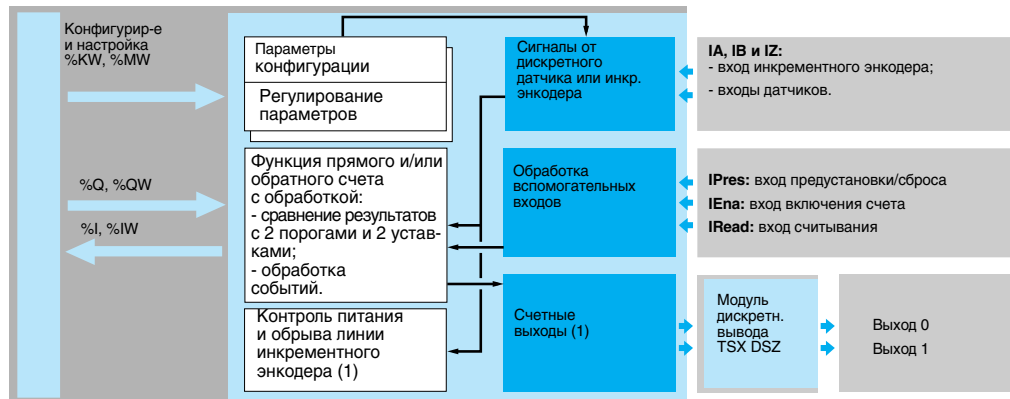 Конфигурир-е
и настройка
%KW, %MW
%Q, %QW
%I, %IW
Параметры
конфигурации
Регулирование
параметров
Функция прямого и/или
обратного счета
с обработкой:
- сравнение результатов
с 2 порогами и 2 устав-
ками;
- обработка
событий.
Контроль питания
и обрыва линии
инкрементного
энкодера (1)
Сигналы от
дискретного
датчика или инкр.
энкодера
Обработка
вспомогательных
входов
Счетные
выходы (1)
IA, IB и IZ:
- вход инкрементного энкодера;
- входы датчиков.
IPres: вход предустановки/сброса
IEna: вход включения счета
IRead: вход считывания
Модуль
дискретн.
вывода
TSX DSZ
Выход 0
Выход 1